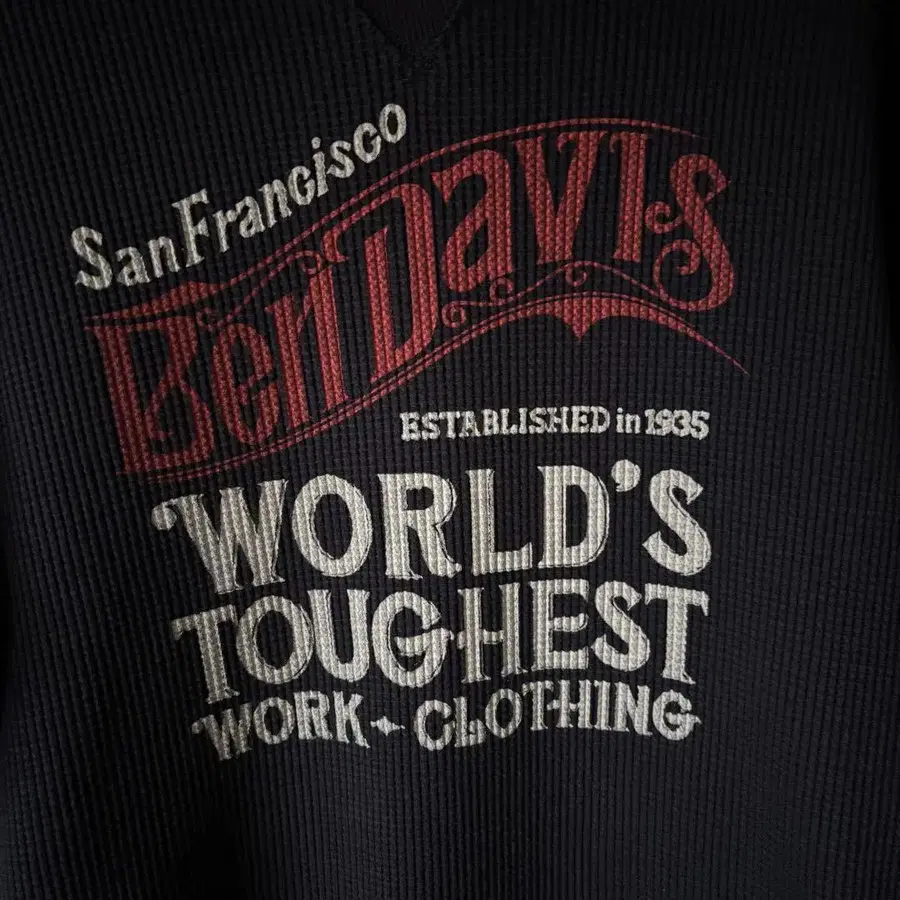 San Francisco
Ben Davis
ESTABLISHED in 1935
WORLD'S
TOUGHEST
WORK-CLOTHING